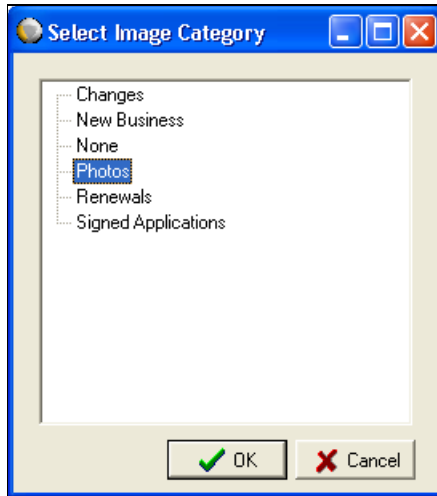 Select Image Category
Changes
New Business
None
Photos
Renewals
Signed Applications
OK
Cancel